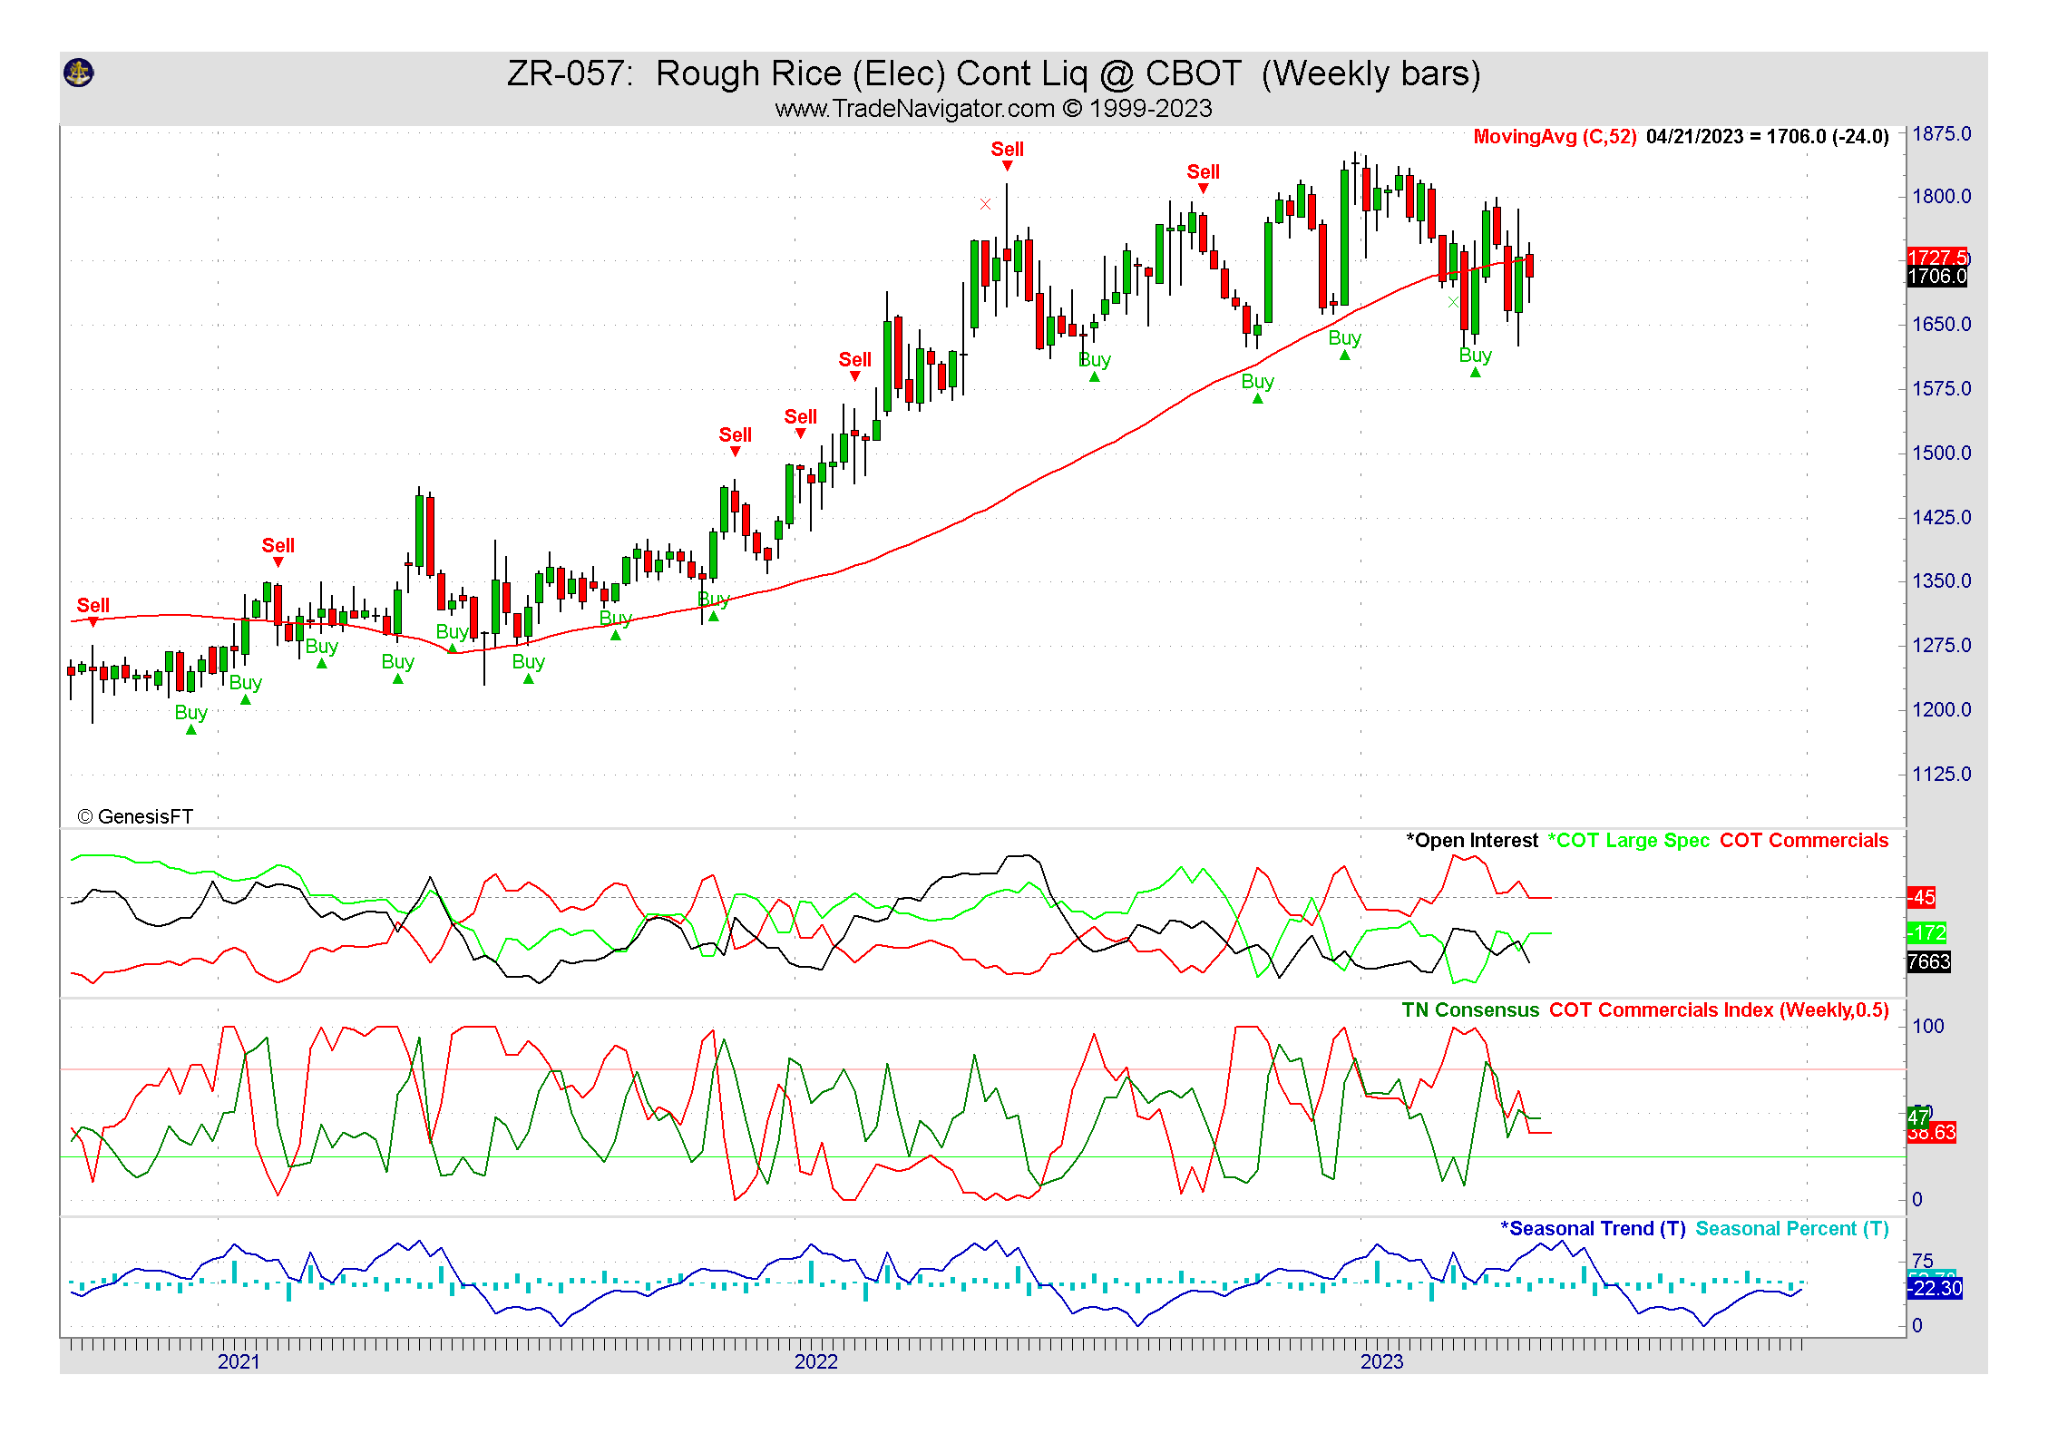 ZR-057: Rough Rice (Elec) Cont Liq @ CBOT (Weekly bars)
www.TradeNavigator.com © 1999-2023
MovingAvg (C,52) 04/21/2023 = 1706.0 (-24.0)
1875.0
Sell
Sell
1800.0
1727.5
1706.0
Buy
1650.0
Sell
Buy
Buy
Buy
1575.0
Sell
Sell
1500.0
1425.0
Sell
1350.0
Sell
Buy
Buy
Buy
1275.0
Buy
Buy
Buy
Buy
Buy
1200.0
1125.0
© GenesisFT
*Open Interest *COT Large Spec COT Commercials
-45
-172
7663
TN Consensus COT Commercials Index (Weekly,0.5)
100
47
38.63
0
*Seasonal Trend (T) Seasonal Percent (T)
75
-22.30
0
2021 2022 2023